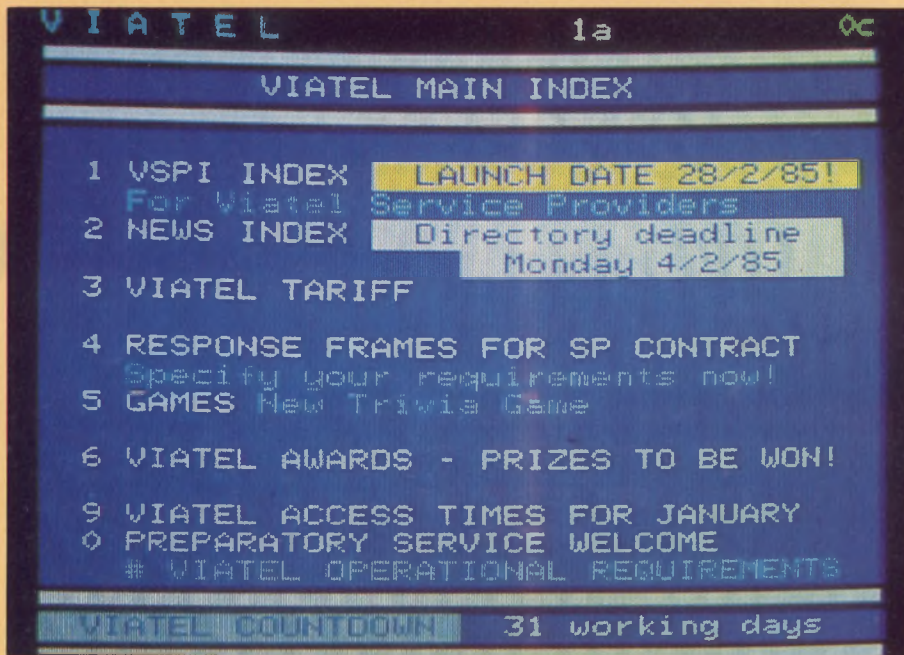 VIATEL 1a 0c
VIATEL MAIN INDEX
1 VSPI INDEX LAUNCH DATE 28/2/85!
For Viatel Service Providers
2 NEWS INDEX Directory deadline
Monday 4/2/85
3 VIATEL TARIFF
4 RESPONSE FRAMES FOR SP CONTRACT
Specify your requirements now!
5 GAMES New Trivia Game
6 VIATEL AWARDS - PRIZES TO BE WON!
9 VIATEL ACCESS TIMES FOR JANUARY
0 PREPARATORY SERVICE WELCOME
# VIATEL OPERATIONAL REQUIREMENTS
VIATEL COUNTDOWN 31 working days